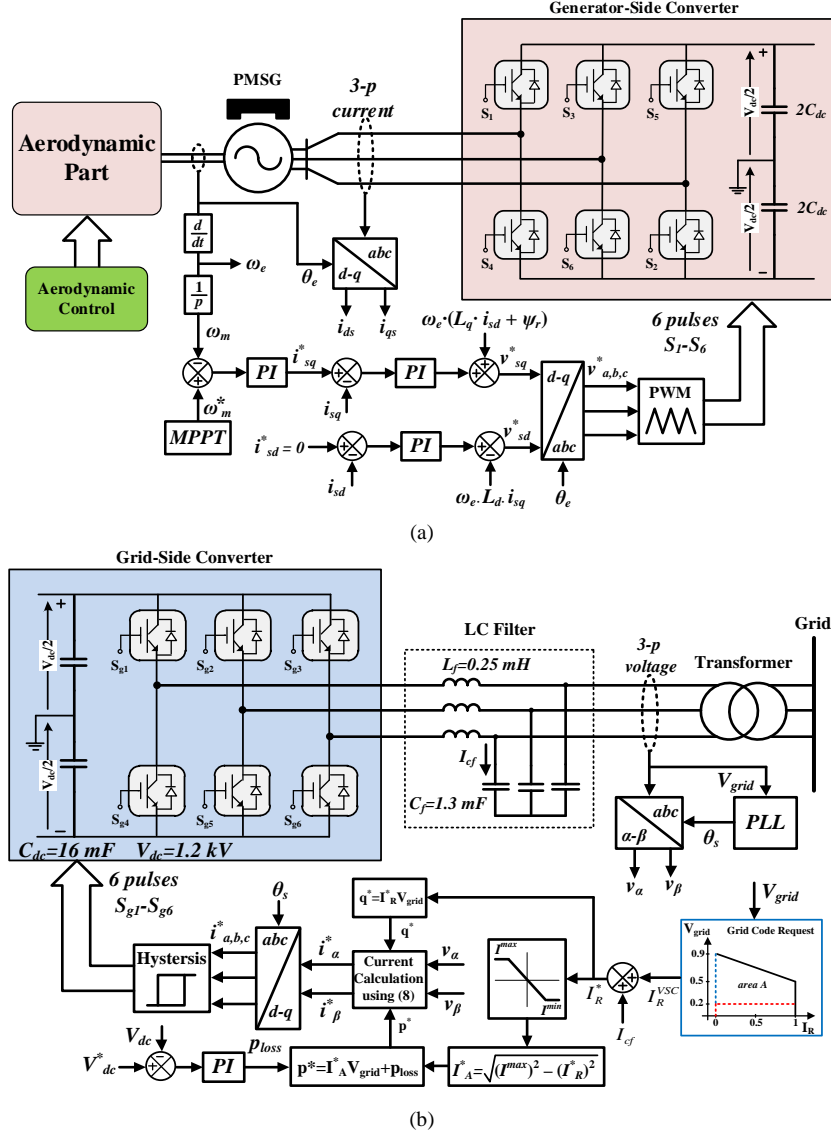 Generator-Side Converter
PMSG
3-p
current
Aerodynamic
Part
S1
S3
S5
Vdc/2
2Cdc
S4
S6
S2
Vdc/2
2Cdc
d/dt
ωe
θe
abc
d-q
Aerodynamic
Control
1/p
ids
iqs
ωm
ωe·(Lq· isd + ψr)
6 pulses
S1-S6
PI
i*sq
PI
v*sq
d-q
abc
v*a,b,c
PWM
isq
ω*m
MPPT
i*sd = 0
PI
v*sd
isd
ωe.Ld.isq
θe
(a)
Grid-Side Converter
Grid
LC Filter
3-p
voltage
Transformer
Vdc/2
Sg1
Sg2
Sg3
Lf=0.25 mH
Icf
Vdc/2
Sg4
Sg5
Sg6
Cf=1.3 mF
Vgrid
abc
α-β
θs
PLL
Cdc=16 mF
Vdc=1.2 kV
vα
vβ
6 pulses
Sg1-Sg6
θs
q*=I*RVgrid
q*
Vgrid
Vgrid
Grid Code Request
0.9
0.5
0.2
0
area A
0
0.5
1
IR
Hystersis
i*a,b,c
abc
d-q
i*α
i*β
Current
Calculation
using (8)
vα
vβ
Imax
Imin
I*R
IRVSC
Icf
p*
Vdc
V*dc
PI
ploss
p*=I*AVgrid+ploss
I*A=√(Imax)2 − (I*R)2
(b)